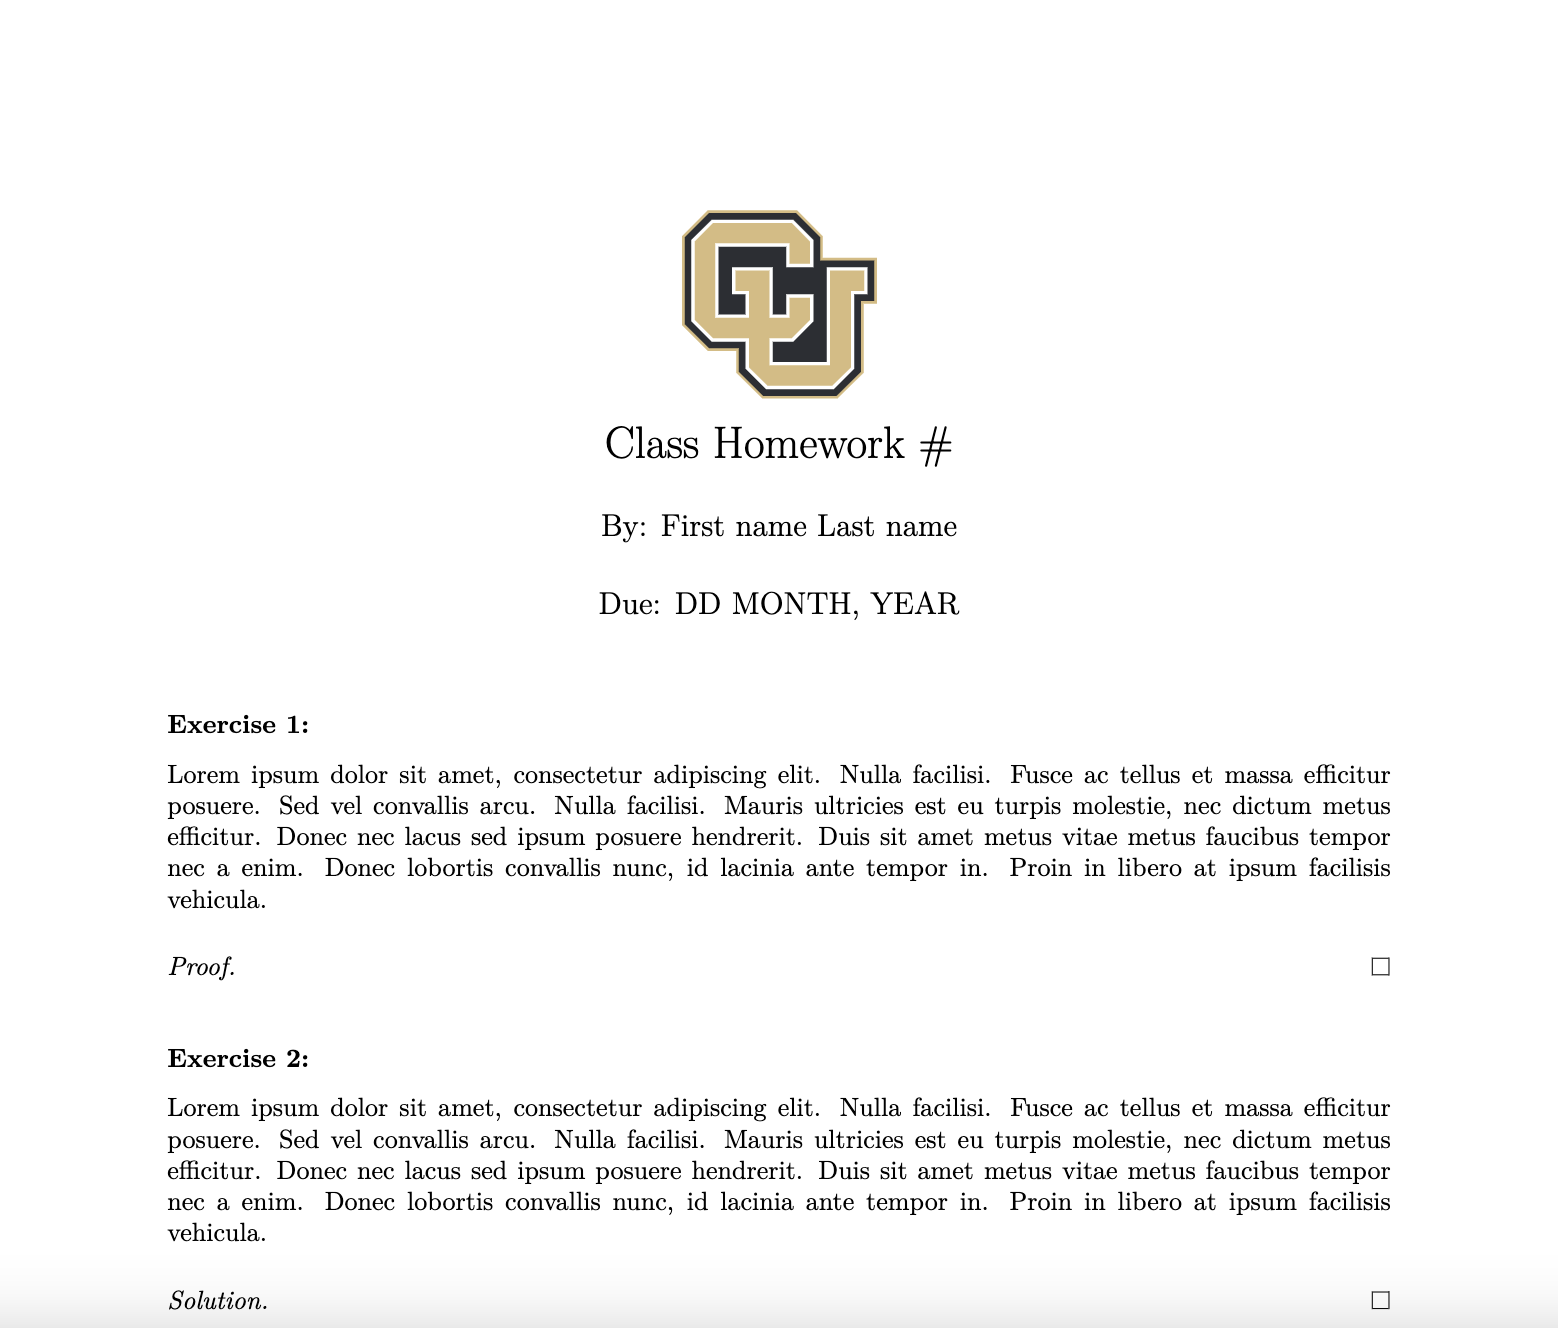 CU
Class Homework #
By: First name Last name
Due: DD MONTH, YEAR
Exercise 1:
Lorem ipsum dolor sit amet, consectetur adipiscing elit. Nulla facilisi. Fusce ac tellus et massa efficitur
posuere. Sed vel convallis arcu. Nulla facilisi. Mauris ultricies est eu turpis molestie, nec dictum metus
efficitur. Donec nec lacus sed ipsum posuere hendrerit. Duis sit amet metus vitae metus faucibus tempor
nec a enim. Donec lobortis convallis nunc, id lacinia ante tempor in. Proin in libero at ipsum facilisis
vehicula.
Proof. □
Exercise 2:
Lorem ipsum dolor sit amet, consectetur adipiscing elit. Nulla facilisi. Fusce ac tellus et massa efficitur
posuere. Sed vel convallis arcu. Nulla facilisi. Mauris ultricies est eu turpis molestie, nec dictum metus
efficitur. Donec nec lacus sed ipsum posuere hendrerit. Duis sit amet metus vitae metus faucibus tempor
nec a enim. Donec lobortis convallis nunc, id lacinia ante tempor in. Proin in libero at ipsum facilisis
vehicula.
Solution. □